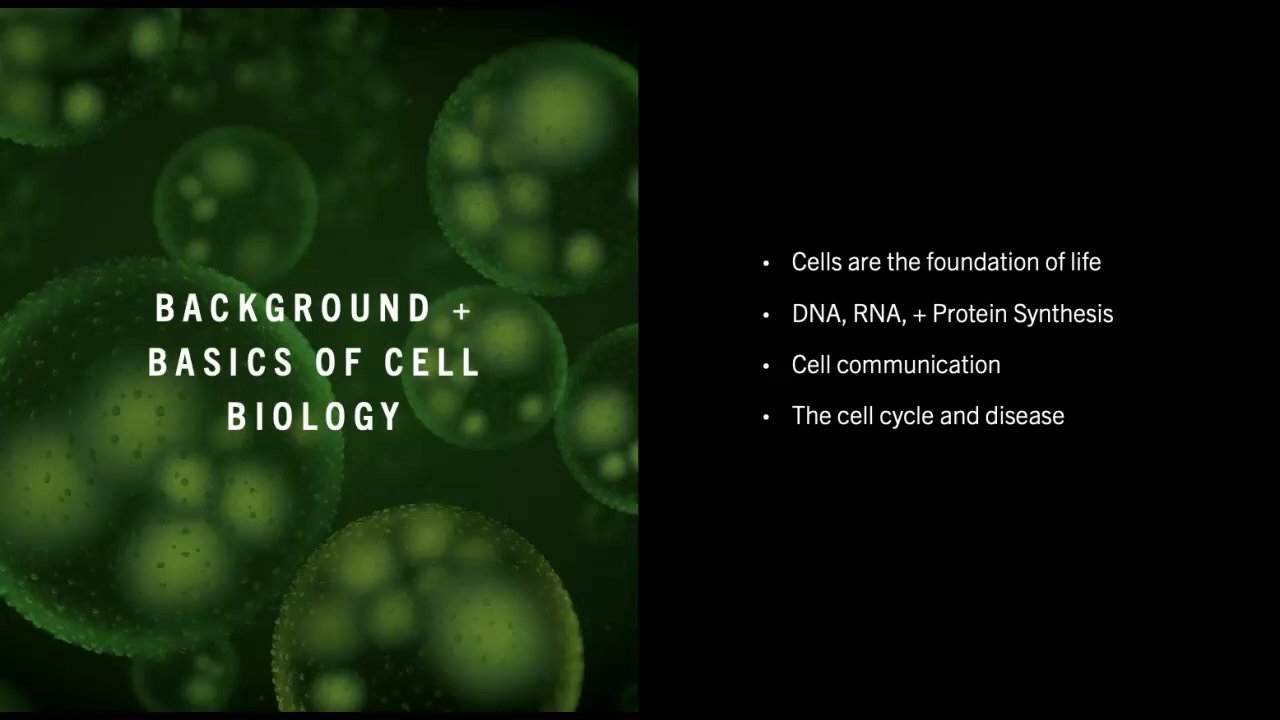 BACKGROUND +
BASICS OF CELL
BIOLOGY
• Cells are the foundation of life
• DNA, RNA, + Protein Synthesis
• Cell communication
• The cell cycle and disease